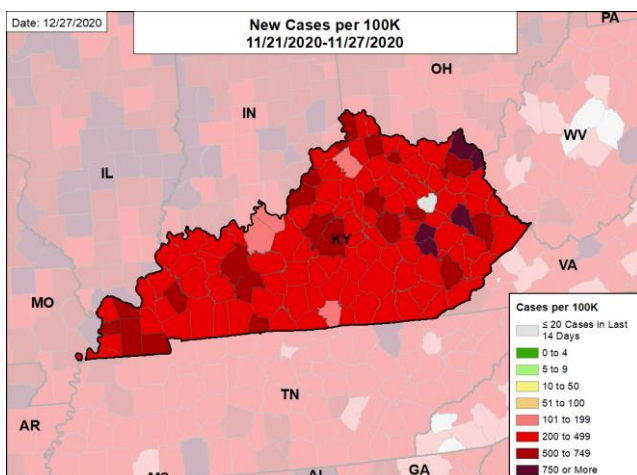 Date: 12/27/2020
New Cases per 100K
11/21/2020-11/27/2020
PA
OH
IN
IL
WV
KY
VA
MO
TN
AR
MS
AL
GA
Cases per 100K
≤ 20 Cases in Last
14 Days
0 to 4
5 to 9
10 to 50
51 to 100
101 to 199
200 to 499
500 to 749
750 or More